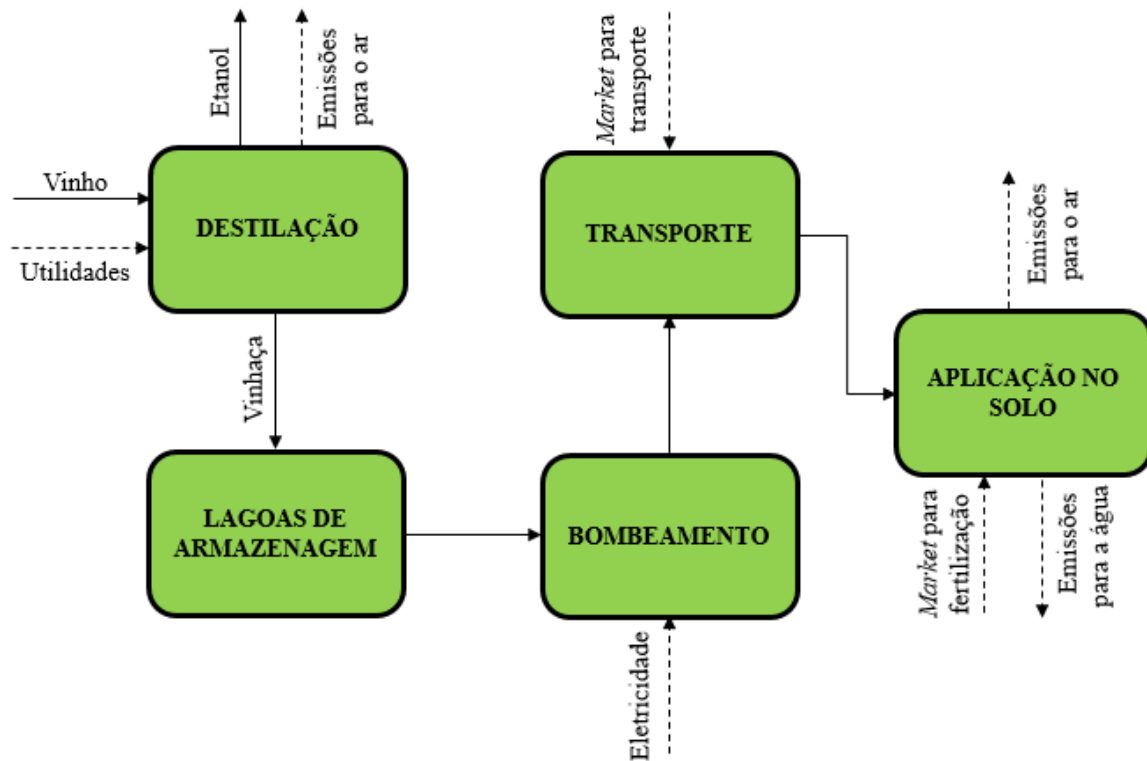 Etanol
Emissões
para o ar
Vinho
Utilidades
DESTILAÇÃO
Vinhaça
LAGOAS DE
ARMAZENAGEM
Market para
transporte
TRANSPORTE
BOMBEAMENTO
Eletricidade
Emissões
para o ar
APLICAÇÃO NO
SOLO
Market para
fertilização
Emissões
para a água